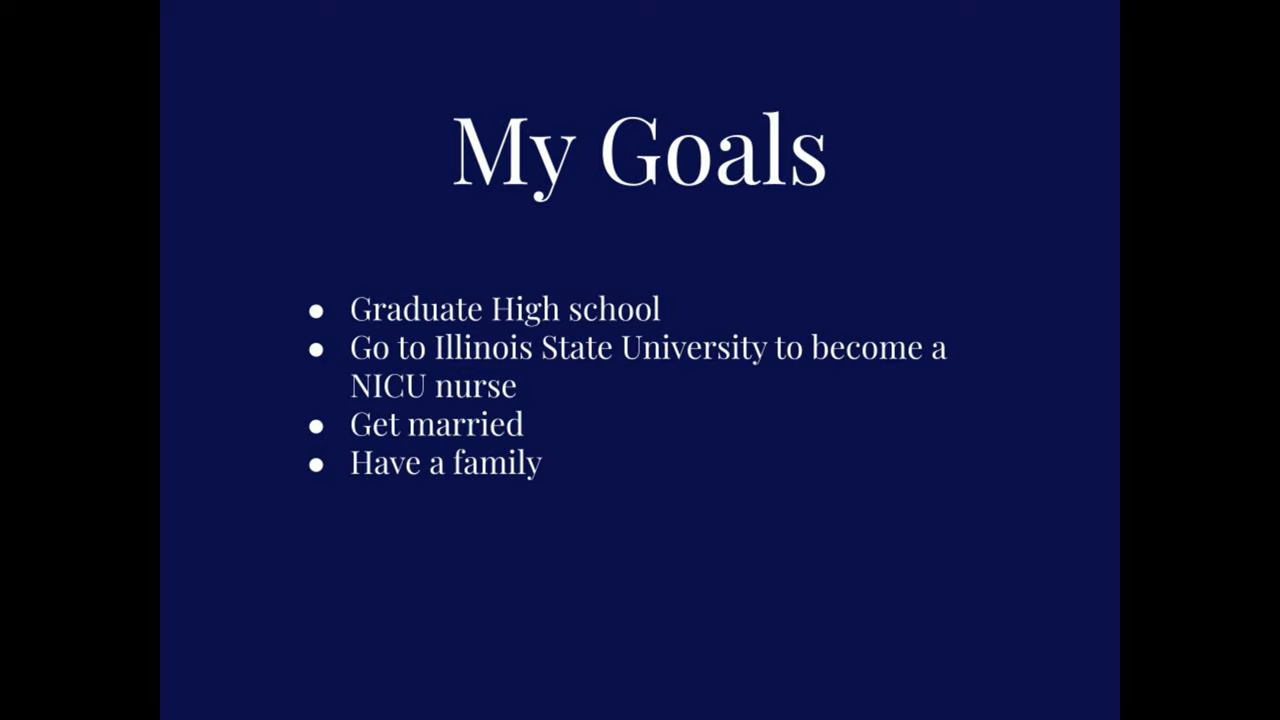 My Goals
● Graduate High school
● Go to Illinois State University to become a
NICU nurse
● Get married
● Have a family